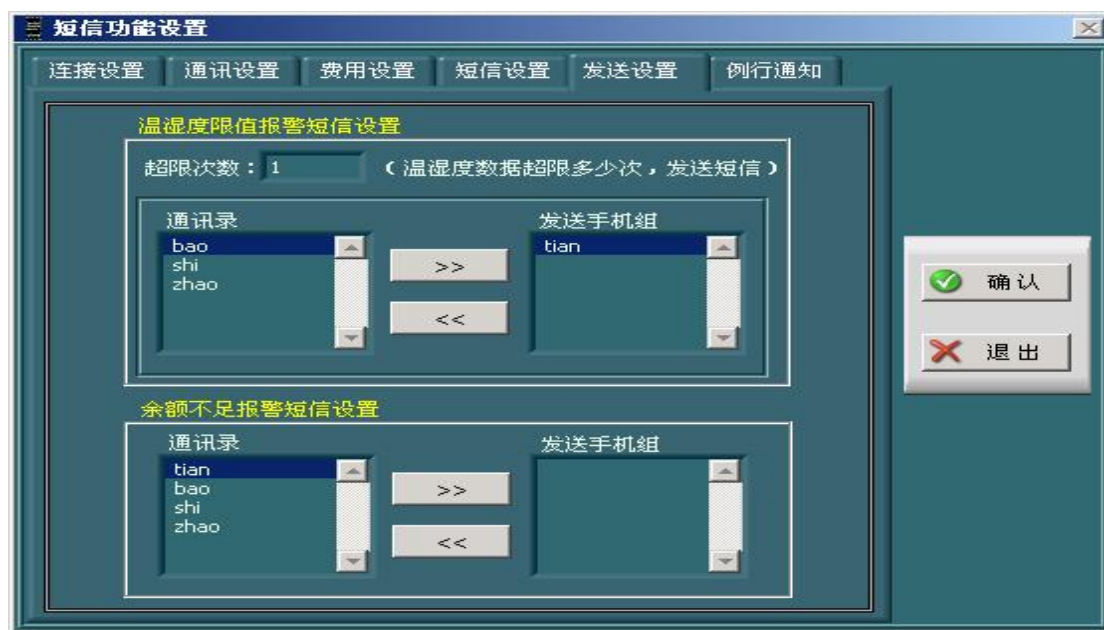 短信功能设置
连接设置 通讯设置 费用设置 短信设置 发送设置 例行通知
温湿度限值报警短信设置
超限次数：1 （温湿度数据超限多少次，发送短信）
通讯录 发送手机组
bao tian
shi
zhao
>>
<<
确认
退出
余额不足报警短信设置
通讯录 发送手机组
tian
bao
shi
zhao
>>
<<